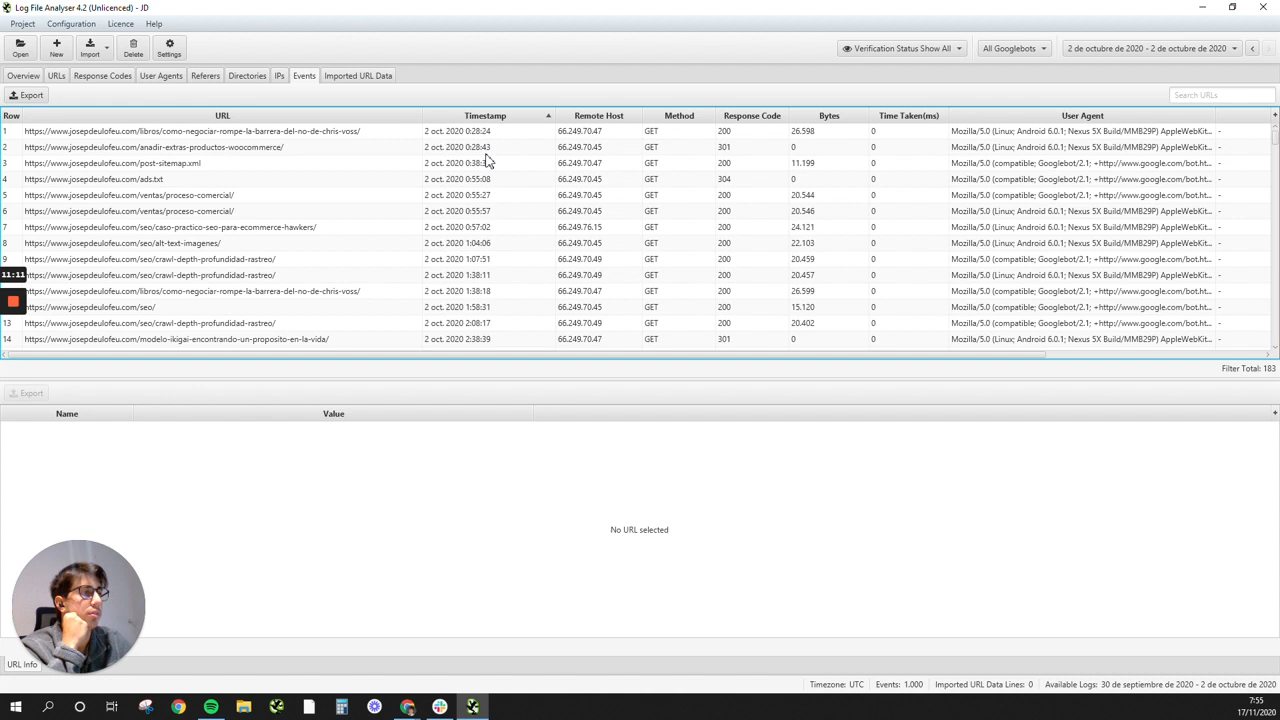 Log File Analyser 4.2 (Unlicenced) - JD
Project Configuration Licence Help
Open New Import Delete Settings
Verification Status Show All All Googlebots 2 de octubre de 2020 - 2 de octubre de 2020
Overview URLs Response Codes User Agents Referers Directories IPs Events Imported URL Data
Export Search URLs
Row URL Timestamp Remote Host Method Response Code Bytes Time Taken(ms) User Agent
1 https://www.josepdeulofeu.com/libros/como-negociar-rompe-la-barrera-del-no-de-chris-voss/ 2 oct. 2020 0:28:24 66.249.70.47 GET 200 26.598 0 Mozilla/5.0 (Linux; Android 6.0.1; Nexus 5X Build/MMB29P) AppleWebKit... -
2 https://www.josepdeulofeu.com/anadir-extras-productos-woocommerce/ 2 oct. 2020 0:28:43 66.249.70.45 GET 301 0 0 Mozilla/5.0 (Linux; Android 6.0.1; Nexus 5X Build/MMB29P) AppleWebKit... -
3 https://www.josepdeulofeu.com/post-sitemap.xml 2 oct. 2020 0:38: 66.249.70.47 GET 200 11.199 0 Mozilla/5.0 (compatible; Googlebot/2.1; +http://www.google.com/bot.ht... -
4 https://www.josepdeulofeu.com/ads.txt 2 oct. 2020 0:55:08 66.249.70.45 GET 304 0 0 Mozilla/5.0 (compatible; Googlebot/2.1; +http://www.google.com/bot.ht... -
5 https://www.josepdeulofeu.com/ventas/proceso-comercial/ 2 oct. 2020 0:55:27 66.249.70.45 GET 200 20.544 0 Mozilla/5.0 (Linux; Android 6.0.1; Nexus 5X Build/MMB29P) AppleWebKit... -
6 https://www.josepdeulofeu.com/ventas/proceso-comercial/ 2 oct. 2020 0:55:57 66.249.70.45 GET 200 20.546 0 Mozilla/5.0 (Linux; Android 6.0.1; Nexus 5X Build/MMB29P) AppleWebKit... -
7 https://www.josepdeulofeu.com/seo/caso-practico-seo-para-ecommerce-hawkers/ 2 oct. 2020 0:57:02 66.249.76.15 GET 200 24.121 0 Mozilla/5.0 (Linux; Android 6.0.1; Nexus 5X Build/MMB29P) AppleWebKit... -
8 https://www.josepdeulofeu.com/seo/alt-text-imagenes/ 2 oct. 2020 1:04:06 66.249.70.45 GET 200 22.103 0 Mozilla/5.0 (Linux; Android 6.0.1; Nexus 5X Build/MMB29P) AppleWebKit... -
9 https://www.josepdeulofeu.com/seo/crawl-depth-profundidad-rastreo/ 2 oct. 2020 1:07:51 66.249.70.49 GET 200 20.459 0 Mozilla/5.0 (compatible; Googlebot/2.1; +http://www.google.com/bot.ht... -
11:11 https://www.josepdeulofeu.com/seo/crawl-depth-profundidad-rastreo/ 2 oct. 2020 1:38:11 66.249.70.49 GET 200 20.457 0 Mozilla/5.0 (compatible; Googlebot/2.1; +http://www.google.com/bot.ht... -
https://www.josepdeulofeu.com/libros/como-negociar-rompe-la-barrera-del-no-de-chris-voss/ 2 oct. 2020 1:38:18 66.249.70.47 GET 200 26.599 0 Mozilla/5.0 (Linux; Android 6.0.1; Nexus 5X Build/MMB29P) AppleWebKit... -
https://www.josepdeulofeu.com/seo/ 2 oct. 2020 1:58:31 66.249.70.45 GET 200 15.120 0 Mozilla/5.0 (compatible; Googlebot/2.1; +http://www.google.com/bot.ht... -
13 https://www.josepdeulofeu.com/seo/crawl-depth-profundidad-rastreo/ 2 oct. 2020 2:08:17 66.249.70.49 GET 200 20.402 0 Mozilla/5.0 (compatible; Googlebot/2.1; +http://www.google.com/bot.ht... -
14 https://www.josepdeulofeu.com/modelo-ikigai-encontrando-un-proposito-en-la-vida/ 2 oct. 2020 2:38:39 66.249.70.47 GET 301 0 0 Mozilla/5.0 (Linux; Android 6.0.1; Nexus 5X Build/MMB29P) AppleWebKit... -
Filter Total: 183
Export
Name Value
No URL selected
URL Info
Timezone: UTC Events: 1.000 Imported URL Data Lines: 0 Available Logs: 30 de septiembre de 2020 - 2 de octubre de 2020
7:55
17/11/2020